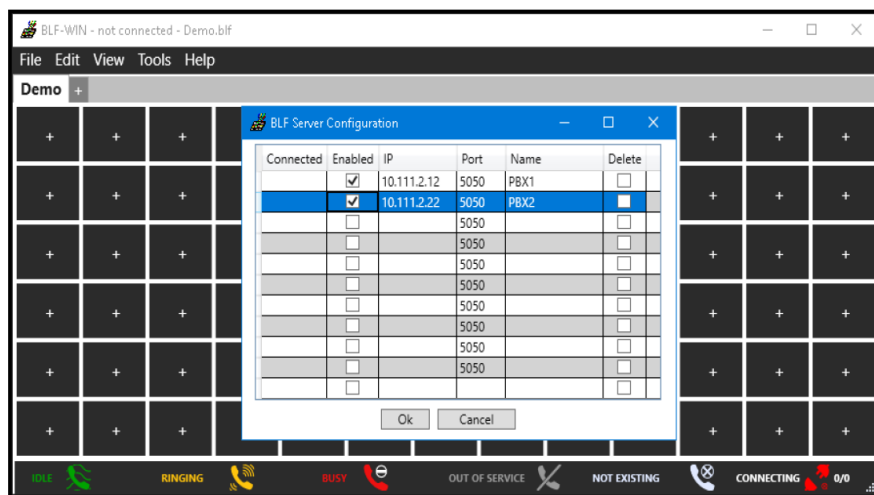 BLF-WIN - not connected - Demo.blf
File Edit View Tools Help
Demo +
BLF Server Configuration
Connected Enabled IP Port Name Delete
10.111.2.12 5050 PBX1
10.111.2.22 5050 PBX2
5050
5050
5050
5050
5050
5050
5050
5050
Ok Cancel
+ + + + + +
+ + + + + +
+ + + + + +
+ + + + + +
+ + + + + +
+ + + + + +
IDLE RINGING BUSY OUT OF SERVICE NOT EXISTING CONNECTING 0/0